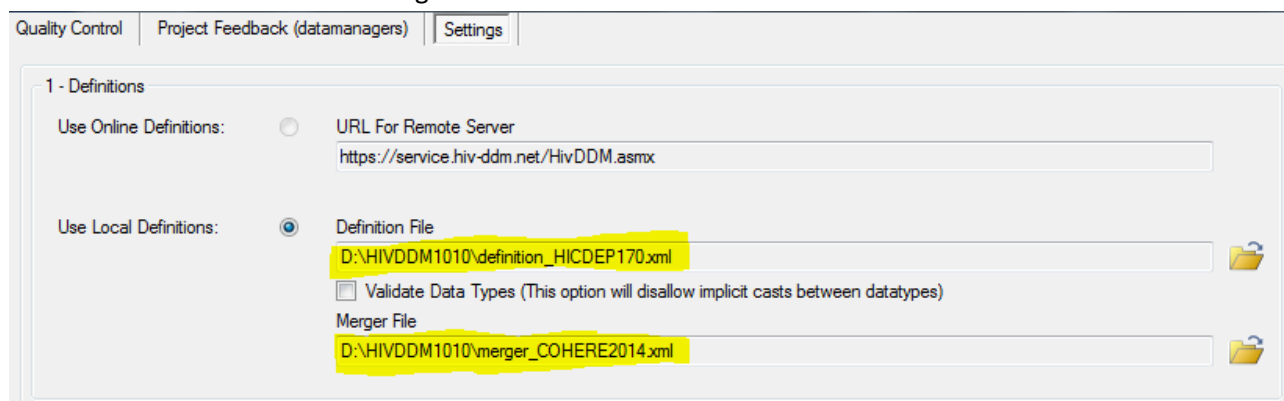 Quality Control Project Feedback (datamanagers) Settings
1 - Definitions
Use Online Definitions: URL For Remote Server
https://service.hiv-ddm.net/HivDDM.asmx
Use Local Definitions: Definition File
D:\HIVDDM1010\definition_HICDEP170.xml
Validate Data Types (This option will disallow implicit casts between datatypes)
Merger File
D:\HIVDDM1010\merger_COHERE2014.xml